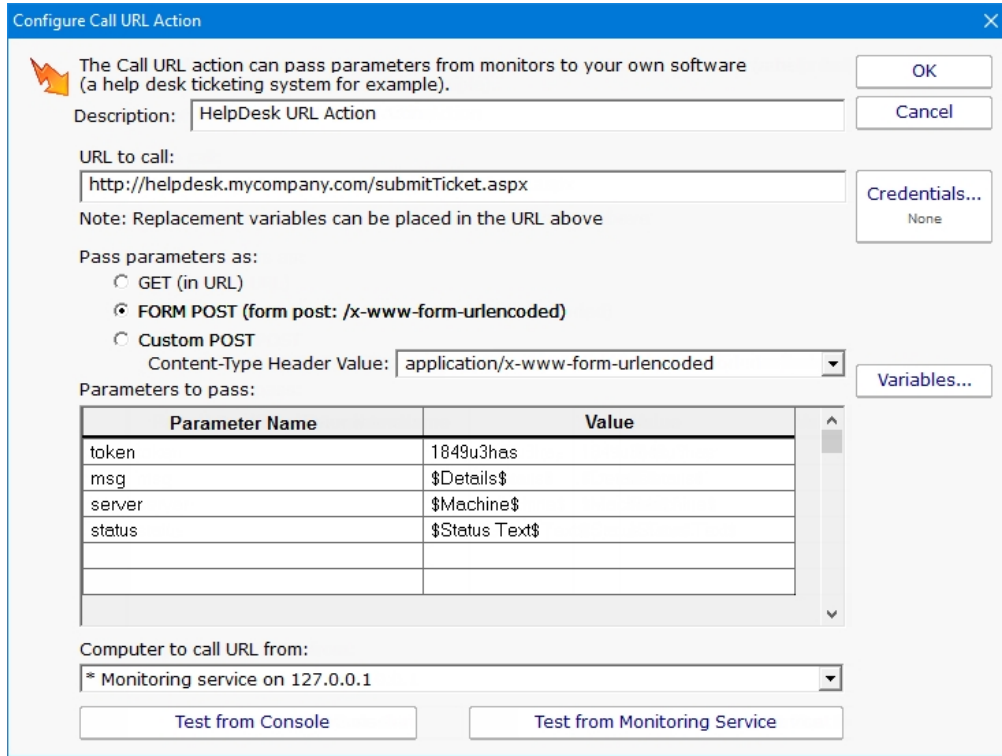 Configure Call URL Action
The Call URL action can pass parameters from monitors to your own software
(a help desk ticketing system for example).
OK
Cancel
Description: HelpDesk URL Action
URL to call:
http://helpdesk.mycompany.com/submitTicket.aspx
Credentials...
None
Note: Replacement variables can be placed in the URL above
Pass parameters as:
GET (in URL)
FORM POST (form post: /x-www-form-urlencoded)
Custom POST
Content-Type Header Value: application/x-www-form-urlencoded
Variables...
Parameters to pass:
Parameter Name Value
token 1849u3has
msg $Details$
server $Machine$
status $Status Text$
Computer to call URL from:
* Monitoring service on 127.0.0.1
Test from Console Test from Monitoring Service